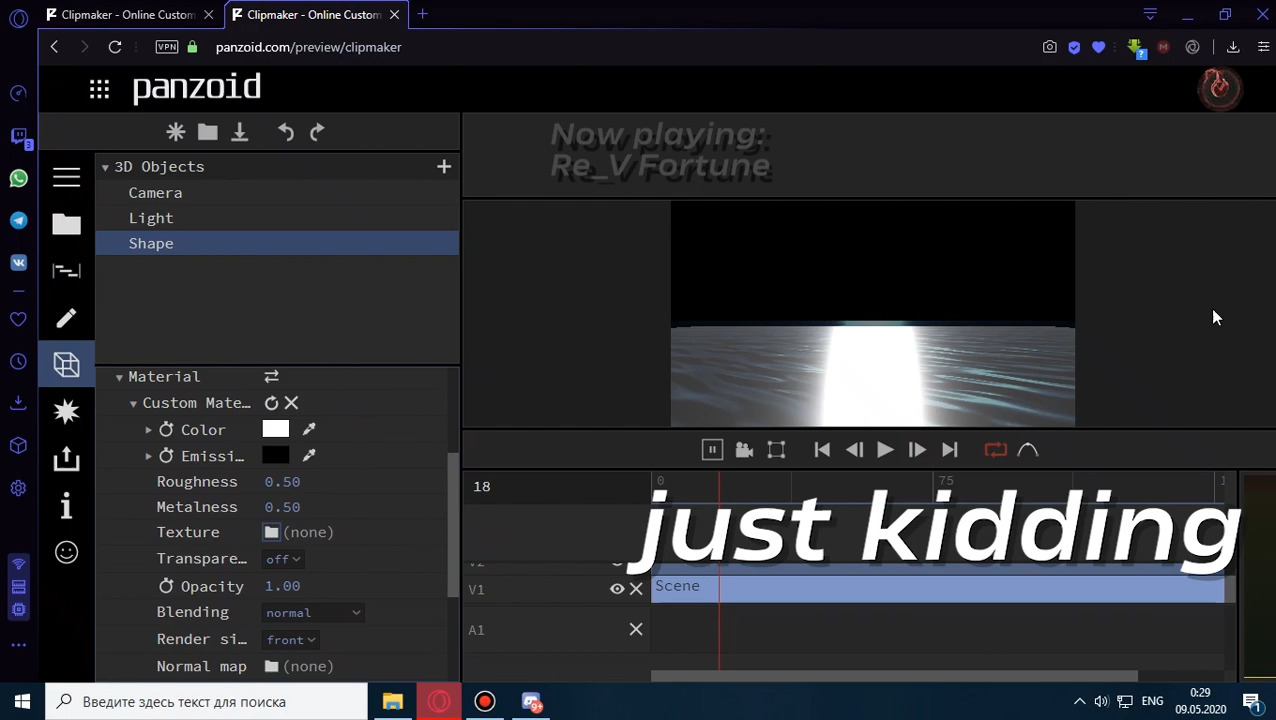 Clipmaker - Online Custom
Clipmaker - Online Custom
VPN
panzoid.com/preview/clipmaker
panzoid
Now playing:
Re_V Fortune
3D Objects
Camera
Light
Shape
Material
Custom Mate...
Color
Emissi...
Roughness 0.50
Metalness 0.50
Texture (none)
Transpare... off
Opacity 1.00
Blending normal
Render si... front
Normal map (none)
18
0
75
just kidding
V1
Scene
A1
Введите здесь текст для поиска
9+
ENG
0:29
09.05.2020
1